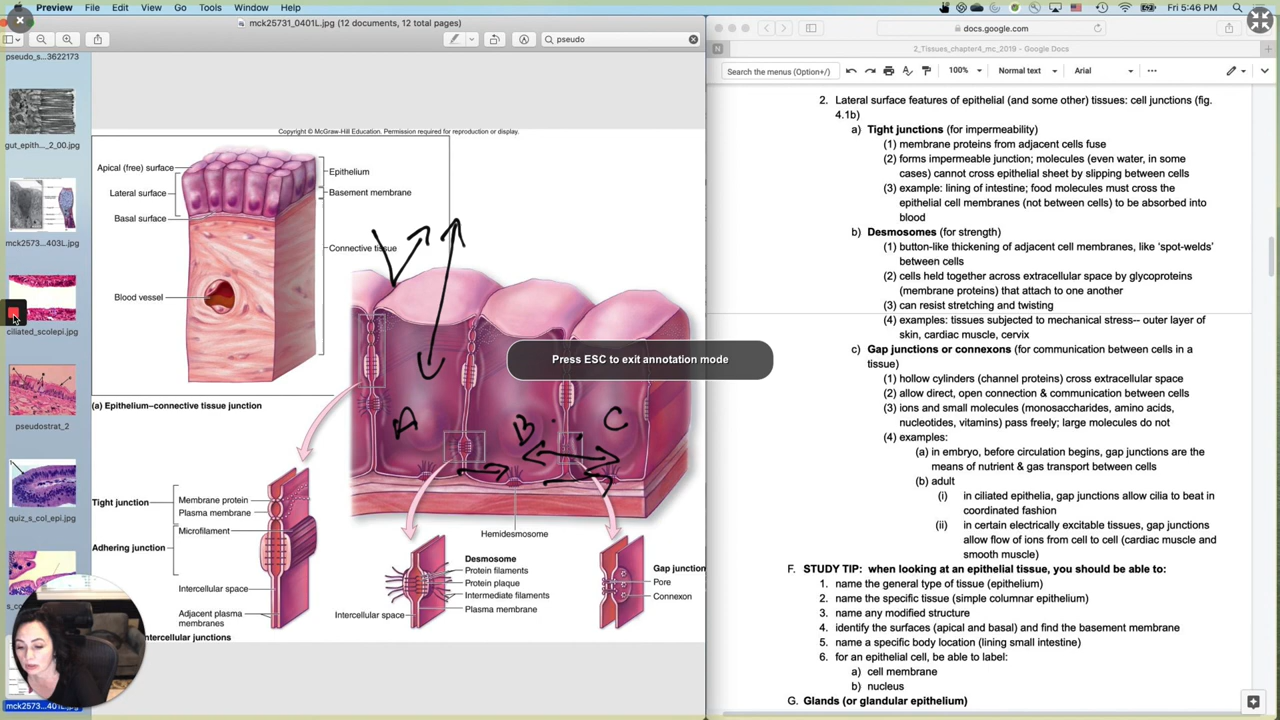 Preview File Edit View Go Tools Window Help
Fri 5:46 PM
mck25731_0401L.jpg (12 documents, 12 total pages)
pseudo
pseudo_s...3622173
gut_epith..._2_00.jpg
mck2573...403L.jpg
ciliated_scolepi.jpg
pseudostrat_2
quiz_s_col_epi.jpg
Copyright © McGraw-Hill Education. Permission required for reproduction or display.
Apical (free) surface
Lateral surface
Basal surface
Blood vessel
Epithelium
Basement membrane
Connective tissue
(a) Epithelium–connective tissue junction
A
B
C
Press ESC to exit annotation mode
Hemidesmosome
Tight junction
Membrane protein
Plasma membrane
Microfilament
Adhering junction
Intercellular space
Adjacent plasma
membranes
Desmosome
Protein filaments
Protein plaque
Intermediate filaments
Plasma membrane
Intercellular space
Gap junction
Pore
Connexon
ntercellular junctions
docs.google.com
2_Tissues_chapter4_mc_2019 - Google Docs
Search the menus (Option+/)
100%
Normal text
Arial
2. Lateral surface features of epithelial (and some other) tissues: cell junctions (fig.
4.1b)
a) Tight junctions (for impermeability)
(1) membrane proteins from adjacent cells fuse
(2) forms impermeable junction; molecules (even water, in some
cases) cannot cross epithelial sheet by slipping between cells
(3) example: lining of intestine; food molecules must cross the
epithelial cell membranes (not between cells) to be absorbed into
blood
b) Desmosomes (for strength)
(1) button-like thickening of adjacent cell membranes, like 'spot-welds'
between cells
(2) cells held together across extracellular space by glycoproteins
(membrane proteins) that attach to one another
(3) can resist stretching and twisting
(4) examples: tissues subjected to mechanical stress-- outer layer of
skin, cardiac muscle, cervix
c) Gap junctions or connexons (for communication between cells in a
tissue)
(1) hollow cylinders (channel proteins) cross extracellular space
(2) allow direct, open connection & communication between cells
(3) ions and small molecules (monosaccharides, amino acids,
nucleotides, vitamins) pass freely; large molecules do not
(4) examples:
(a) in embryo, before circulation begins, gap junctions are the
means of nutrient & gas transport between cells
(b) adult
(i) in ciliated epithelia, gap junctions allow cilia to beat in
coordinated fashion
(ii) in certain electrically excitable tissues, gap junctions
allow flow of ions from cell to cell (cardiac muscle and
smooth muscle)
F. STUDY TIP: when looking at an epithelial tissue, you should be able to:
1. name the general type of tissue (epithelium)
2. name the specific tissue (simple columnar epithelium)
3. name any modified structure
4. identify the surfaces (apical and basal) and find the basement membrane
5. name a specific body location (lining small intestine)
6. for an epithelial cell, be able to label:
a) cell membrane
b) nucleus
G. Glands (or glandular epithelium)